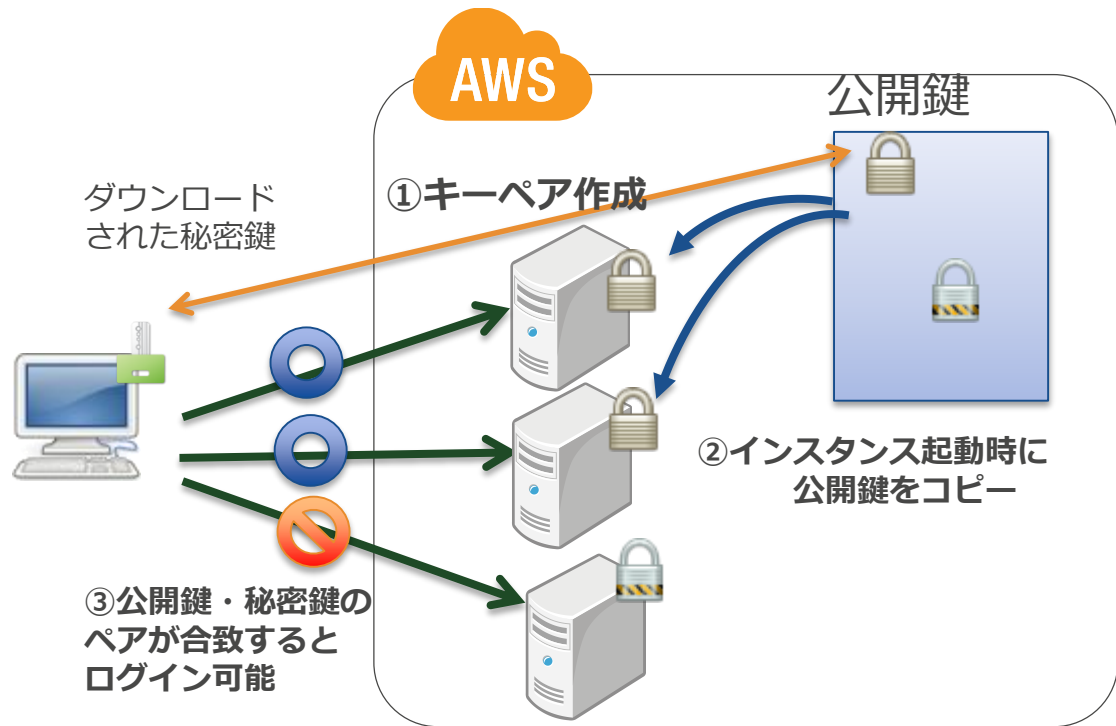 AWS
公開鍵
ダウンロード
された秘密鍵
①キーペア作成
②インスタンス起動時に
公開鍵をコピー
③公開鍵・秘密鍵の
ペアが合致すると
ログイン可能